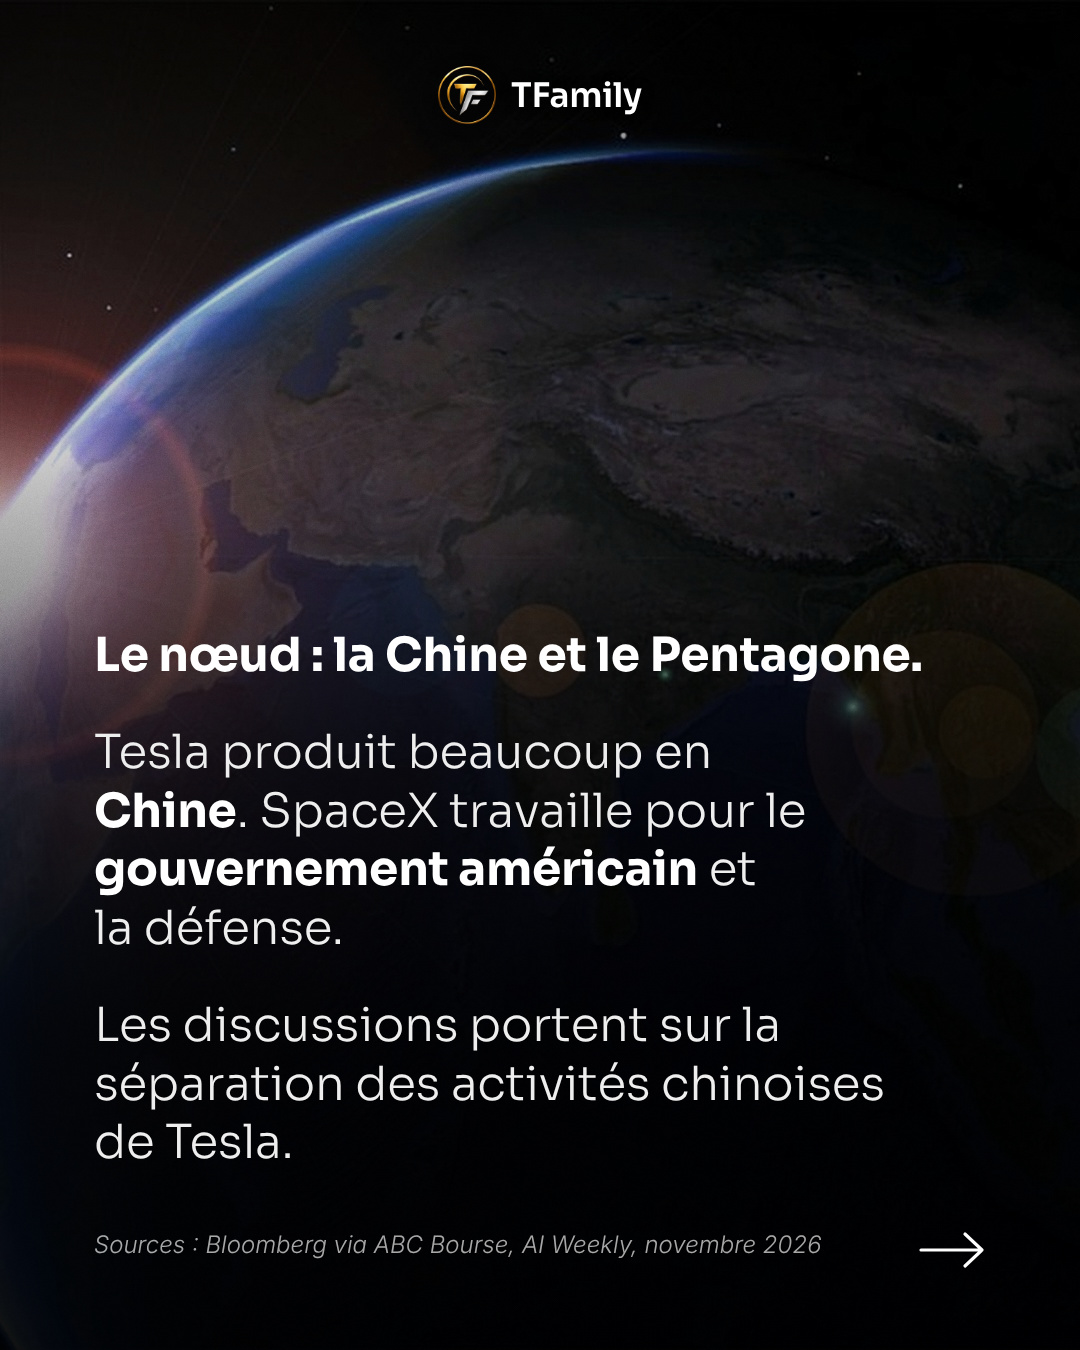 TFamily
Le nœud : la Chine et le Pentagone.
Tesla produit beaucoup en
Chine. SpaceX travaille pour le
gouvernement américain et
la défense.
Les discussions portent sur la
séparation des activités chinoises
de Tesla.
Sources : Bloomberg via ABC Bourse, AI Weekly, novembre 2026